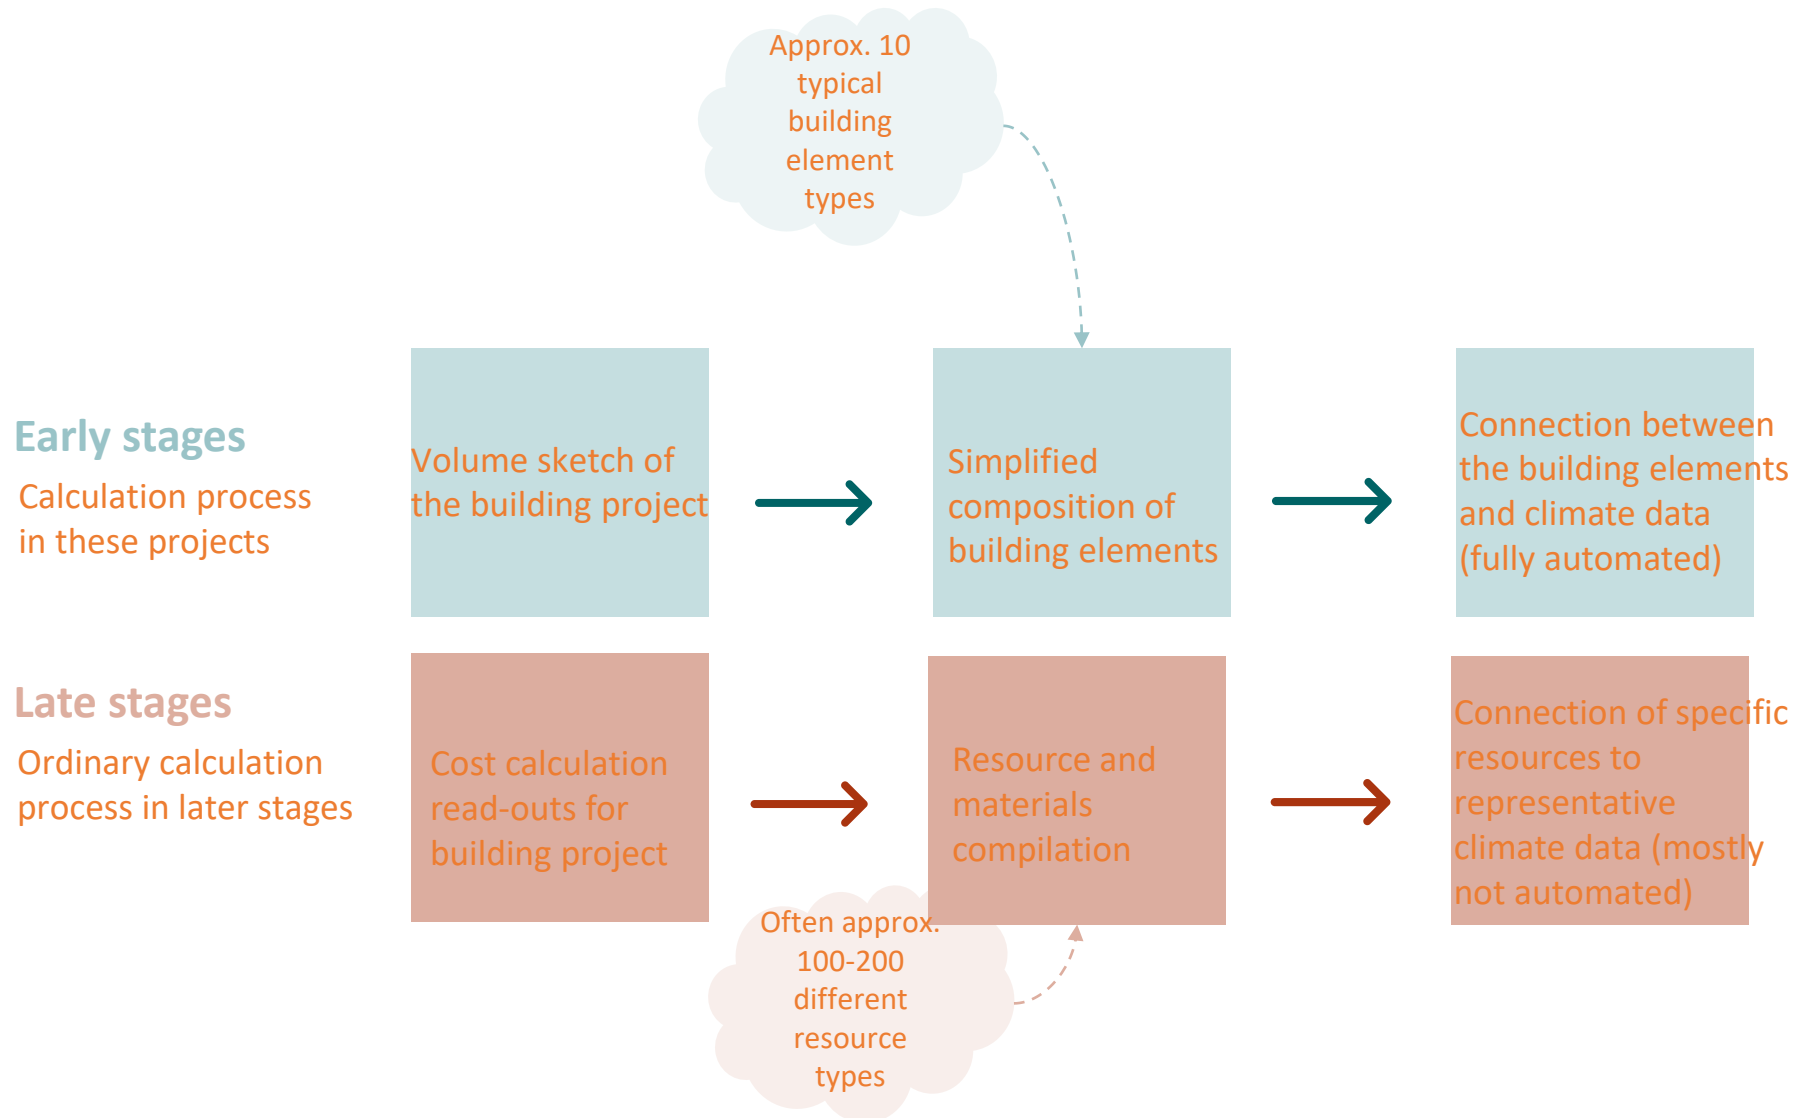 Approx. 10
typical
building
element
types
Early stages
Calculation process
in these projects
Volume sketch of
the building project
Simplified
composition of
building elements
Connection between
the building elements
and climate data
(fully automated)
Late stages
Ordinary calculation
process in later stages
Cost calculation
read-outs for
building project
Resource and
materials
compilation
Connection of specific
resources to
representative
climate data (mostly
not automated)
Often approx.
100-200
different
resource
types